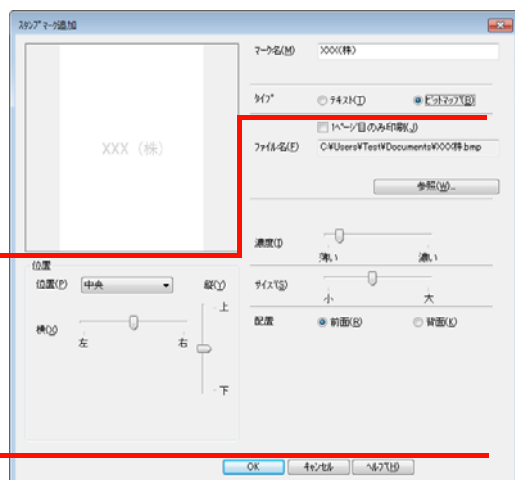 スタンプマーク追加
マーク名(M)
XXX(株)
タイプ
テキスト(T)
ビットマップ(B)
1ページ目のみ印刷(J)
ファイル名(F)
C:¥Users¥Test¥Documents¥XXX株.bmp
参照(W)...
XXX（株）
濃度(I)
薄い
濃い
位置
位置(P)
中央
縦(Y)
上
下
横(X)
左
右
サイズ(S)
小
大
配置
前面(R)
背面(K)
OK
キャンセル
ヘルプ(H)